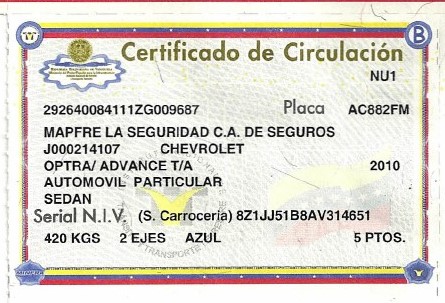 Certificado de Circulación
B
NU1
292640084111ZG009687 Placa AC882FM
MAPFRE LA SEGURIDAD C.A. DE SEGUROS
J000214107 CHEVROLET
OPTRA/ ADVANCE T/A 2010
AUTOMOVIL PARTICULAR
SEDAN
Serial N.I.V. (S. Carrocería) 8Z1JJ51B8AV314651
420 KGS 2 EJES AZUL 5 PTOS.
TRANSPORTE